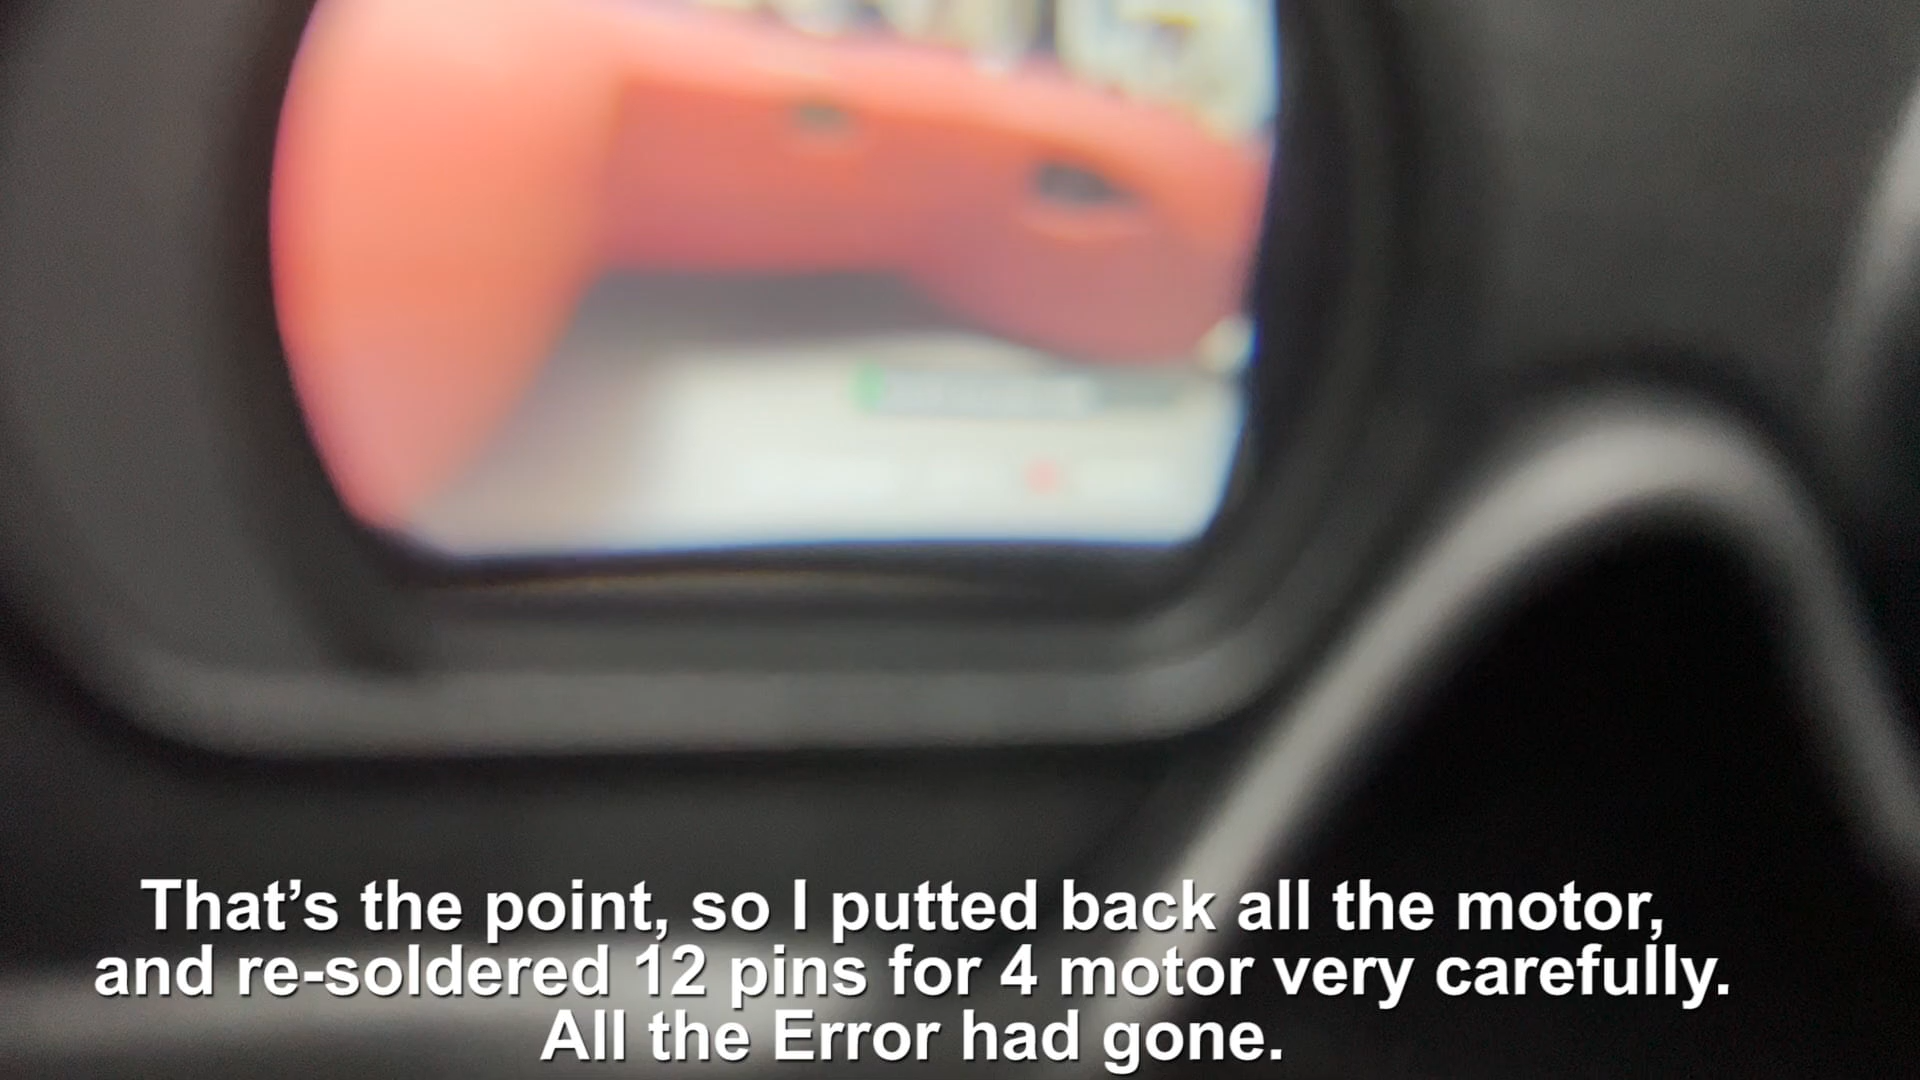 That’s the point, so I putted back all the motor,
and re-soldered 12 pins for 4 motor very carefully.
All the Error had gone.